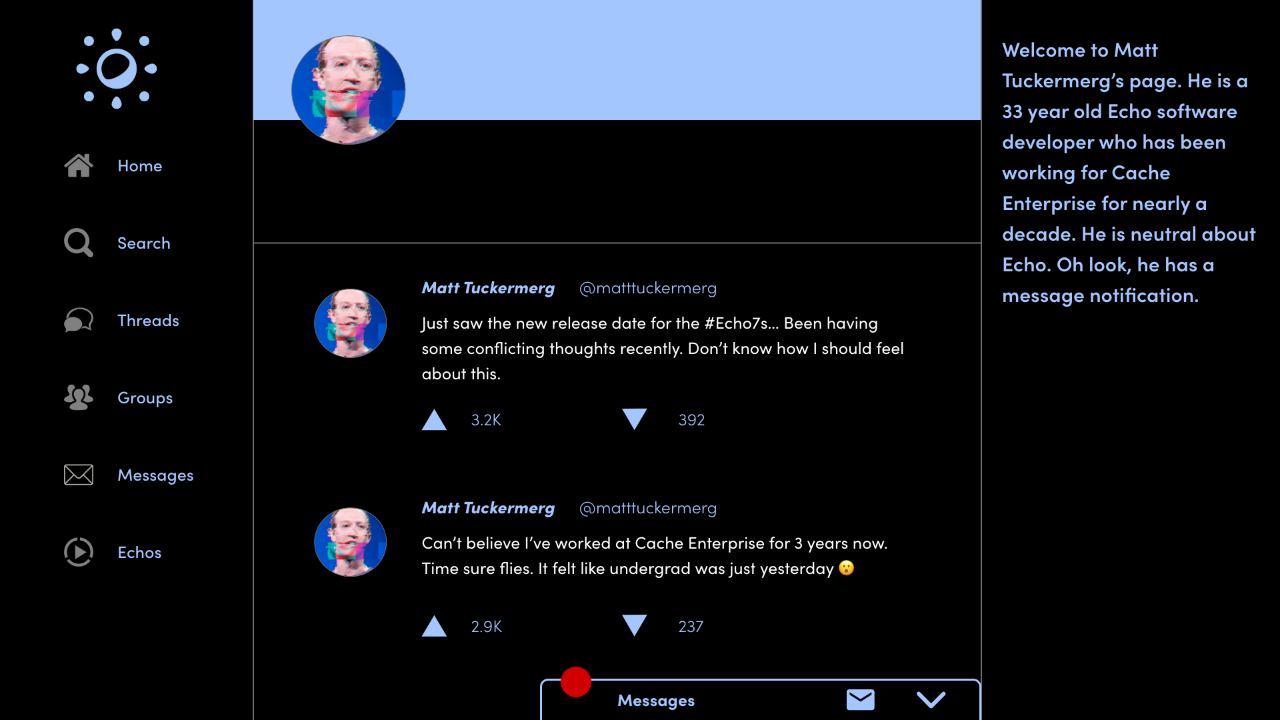 Home
Search
Threads
Groups
Messages
Echos
Matt Tuckermerg @matttuckermerg
Just saw the new release date for the #Echo7s... Been having
some conflicting thoughts recently. Don’t know how I should feel
about this.
3.2K 392
Matt Tuckermerg @matttuckermerg
Can’t believe I’ve worked at Cache Enterprise for 3 years now.
Time sure flies. It felt like undergrad was just yesterday 😮
2.9K 237
Messages
Welcome to Matt
Tuckermerg’s page. He is a
33 year old Echo software
developer who has been
working for Cache
Enterprise for nearly a
decade. He is neutral about
Echo. Oh look, he has a
message notification.